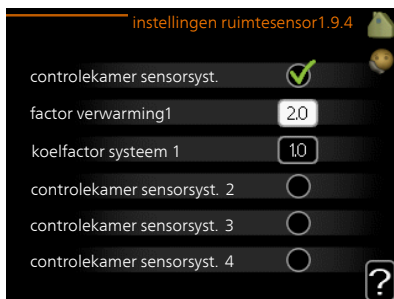 instellingen ruimtesensor1.9.4
controlekamer sensorsyst.
factor verwarming1 2.0
koelfactor systeem 1 1.0
controlekamer sensorsyst. 2
controlekamer sensorsyst. 3
controlekamer sensorsyst. 4
?